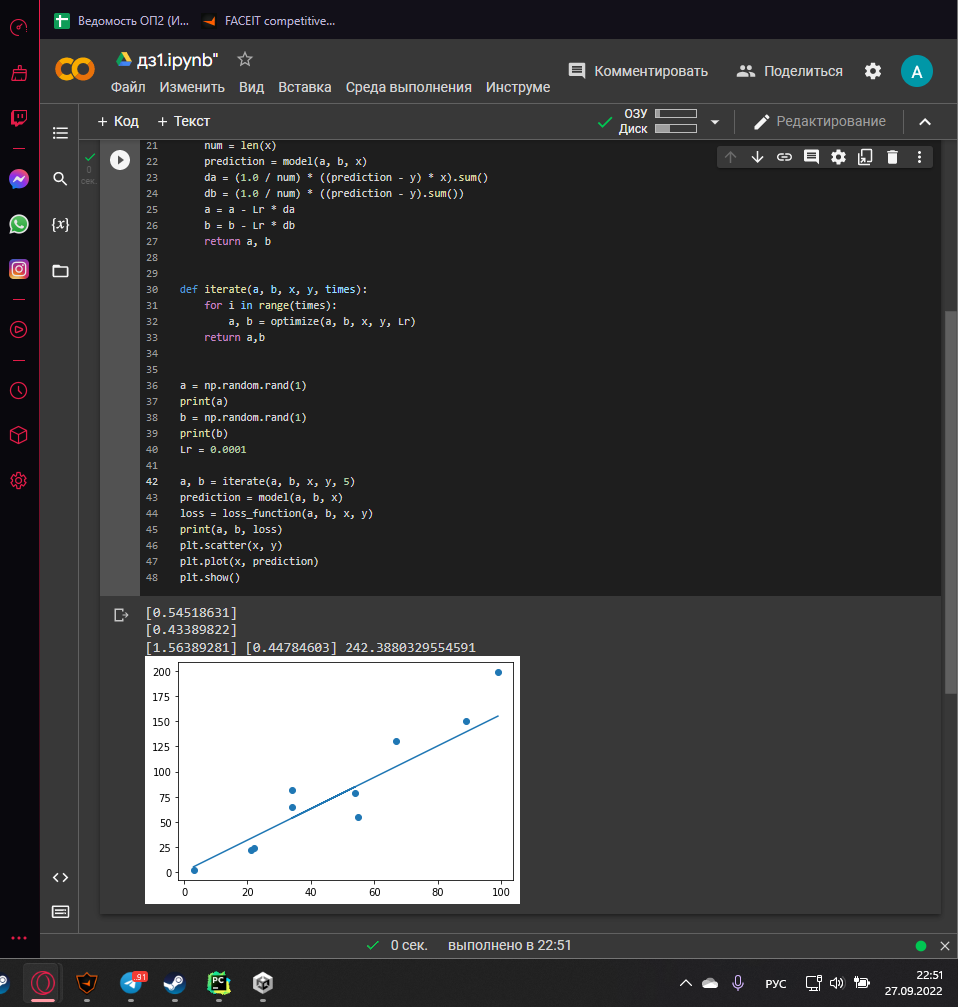 Ведомость ОП2 (И...
FACEIT competitive...
дз1.ipynb"
Файл Изменить Вид Вставка Среда выполнения Инструме
Комментировать
Поделиться
A
+ Код + Текст
ОЗУ
Диск
Редактирование
{x}
0
сек.
21 num = len(x)
22 prediction = model(a, b, x)
23 da = (1.0 / num) * ((prediction - y) * x).sum()
24 db = (1.0 / num) * ((prediction - y).sum())
25 a = a - Lr * da
26 b = b - Lr * db
27 return a, b
28
29
30 def iterate(a, b, x, y, times):
31 for i in range(times):
32 a, b = optimize(a, b, x, y, Lr)
33 return a,b
34
35
36 a = np.random.rand(1)
37 print(a)
38 b = np.random.rand(1)
39 print(b)
40 Lr = 0.0001
41
42 a, b = iterate(a, b, x, y, 5)
43 prediction = model(a, b, x)
44 loss = loss_function(a, b, x, y)
45 print(a, b, loss)
46 plt.scatter(x, y)
47 plt.plot(x, prediction)
48 plt.show()
[0.54518631]
[0.43389822]
[1.56389281] [0.44784603] 242.3880329554591
200
175
150
125
100
75
50
25
0
0 20 40 60 80 100
0 сек. выполнено в 22:51
91
PC
РУС
22:51
27.09.2022